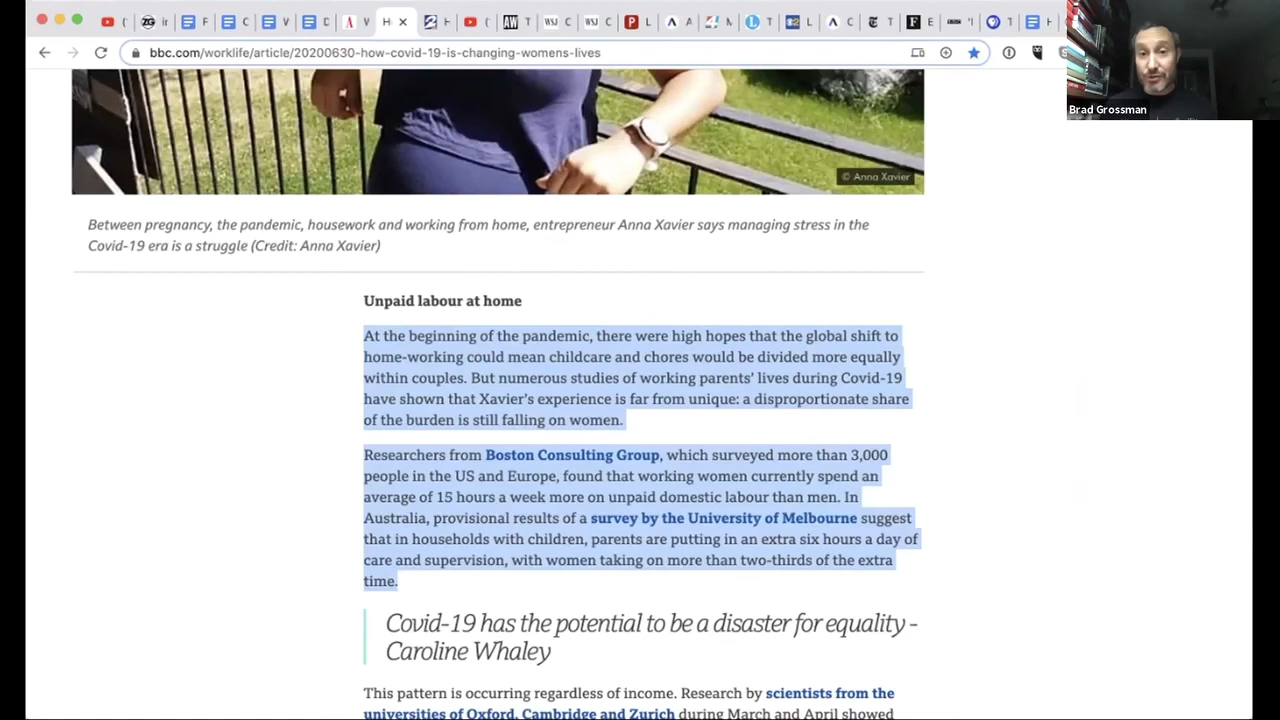 bbc.com/worklife/article/20200630-how-covid-19-is-changing-womens-lives
Brad Grossman
© Anna Xavier
Between pregnancy, the pandemic, housework and working from home, entrepreneur Anna Xavier says managing stress in the
Covid-19 era is a struggle (Credit: Anna Xavier)
Unpaid labour at home
At the beginning of the pandemic, there were high hopes that the global shift to
home-working could mean childcare and chores would be divided more equally
within couples. But numerous studies of working parents’ lives during Covid-19
have shown that Xavier’s experience is far from unique: a disproportionate share
of the burden is still falling on women.
Researchers from Boston Consulting Group, which surveyed more than 3,000
people in the US and Europe, found that working women currently spend an
average of 15 hours a week more on unpaid domestic labour than men. In
Australia, provisional results of a survey by the University of Melbourne suggest
that in households with children, parents are putting in an extra six hours a day of
care and supervision, with women taking on more than two-thirds of the extra
time.
Covid-19 has the potential to be a disaster for equality -
Caroline Whaley
This pattern is occurring regardless of income. Research by scientists from the
universities of Oxford, Cambridge and Zurich during March and April showed